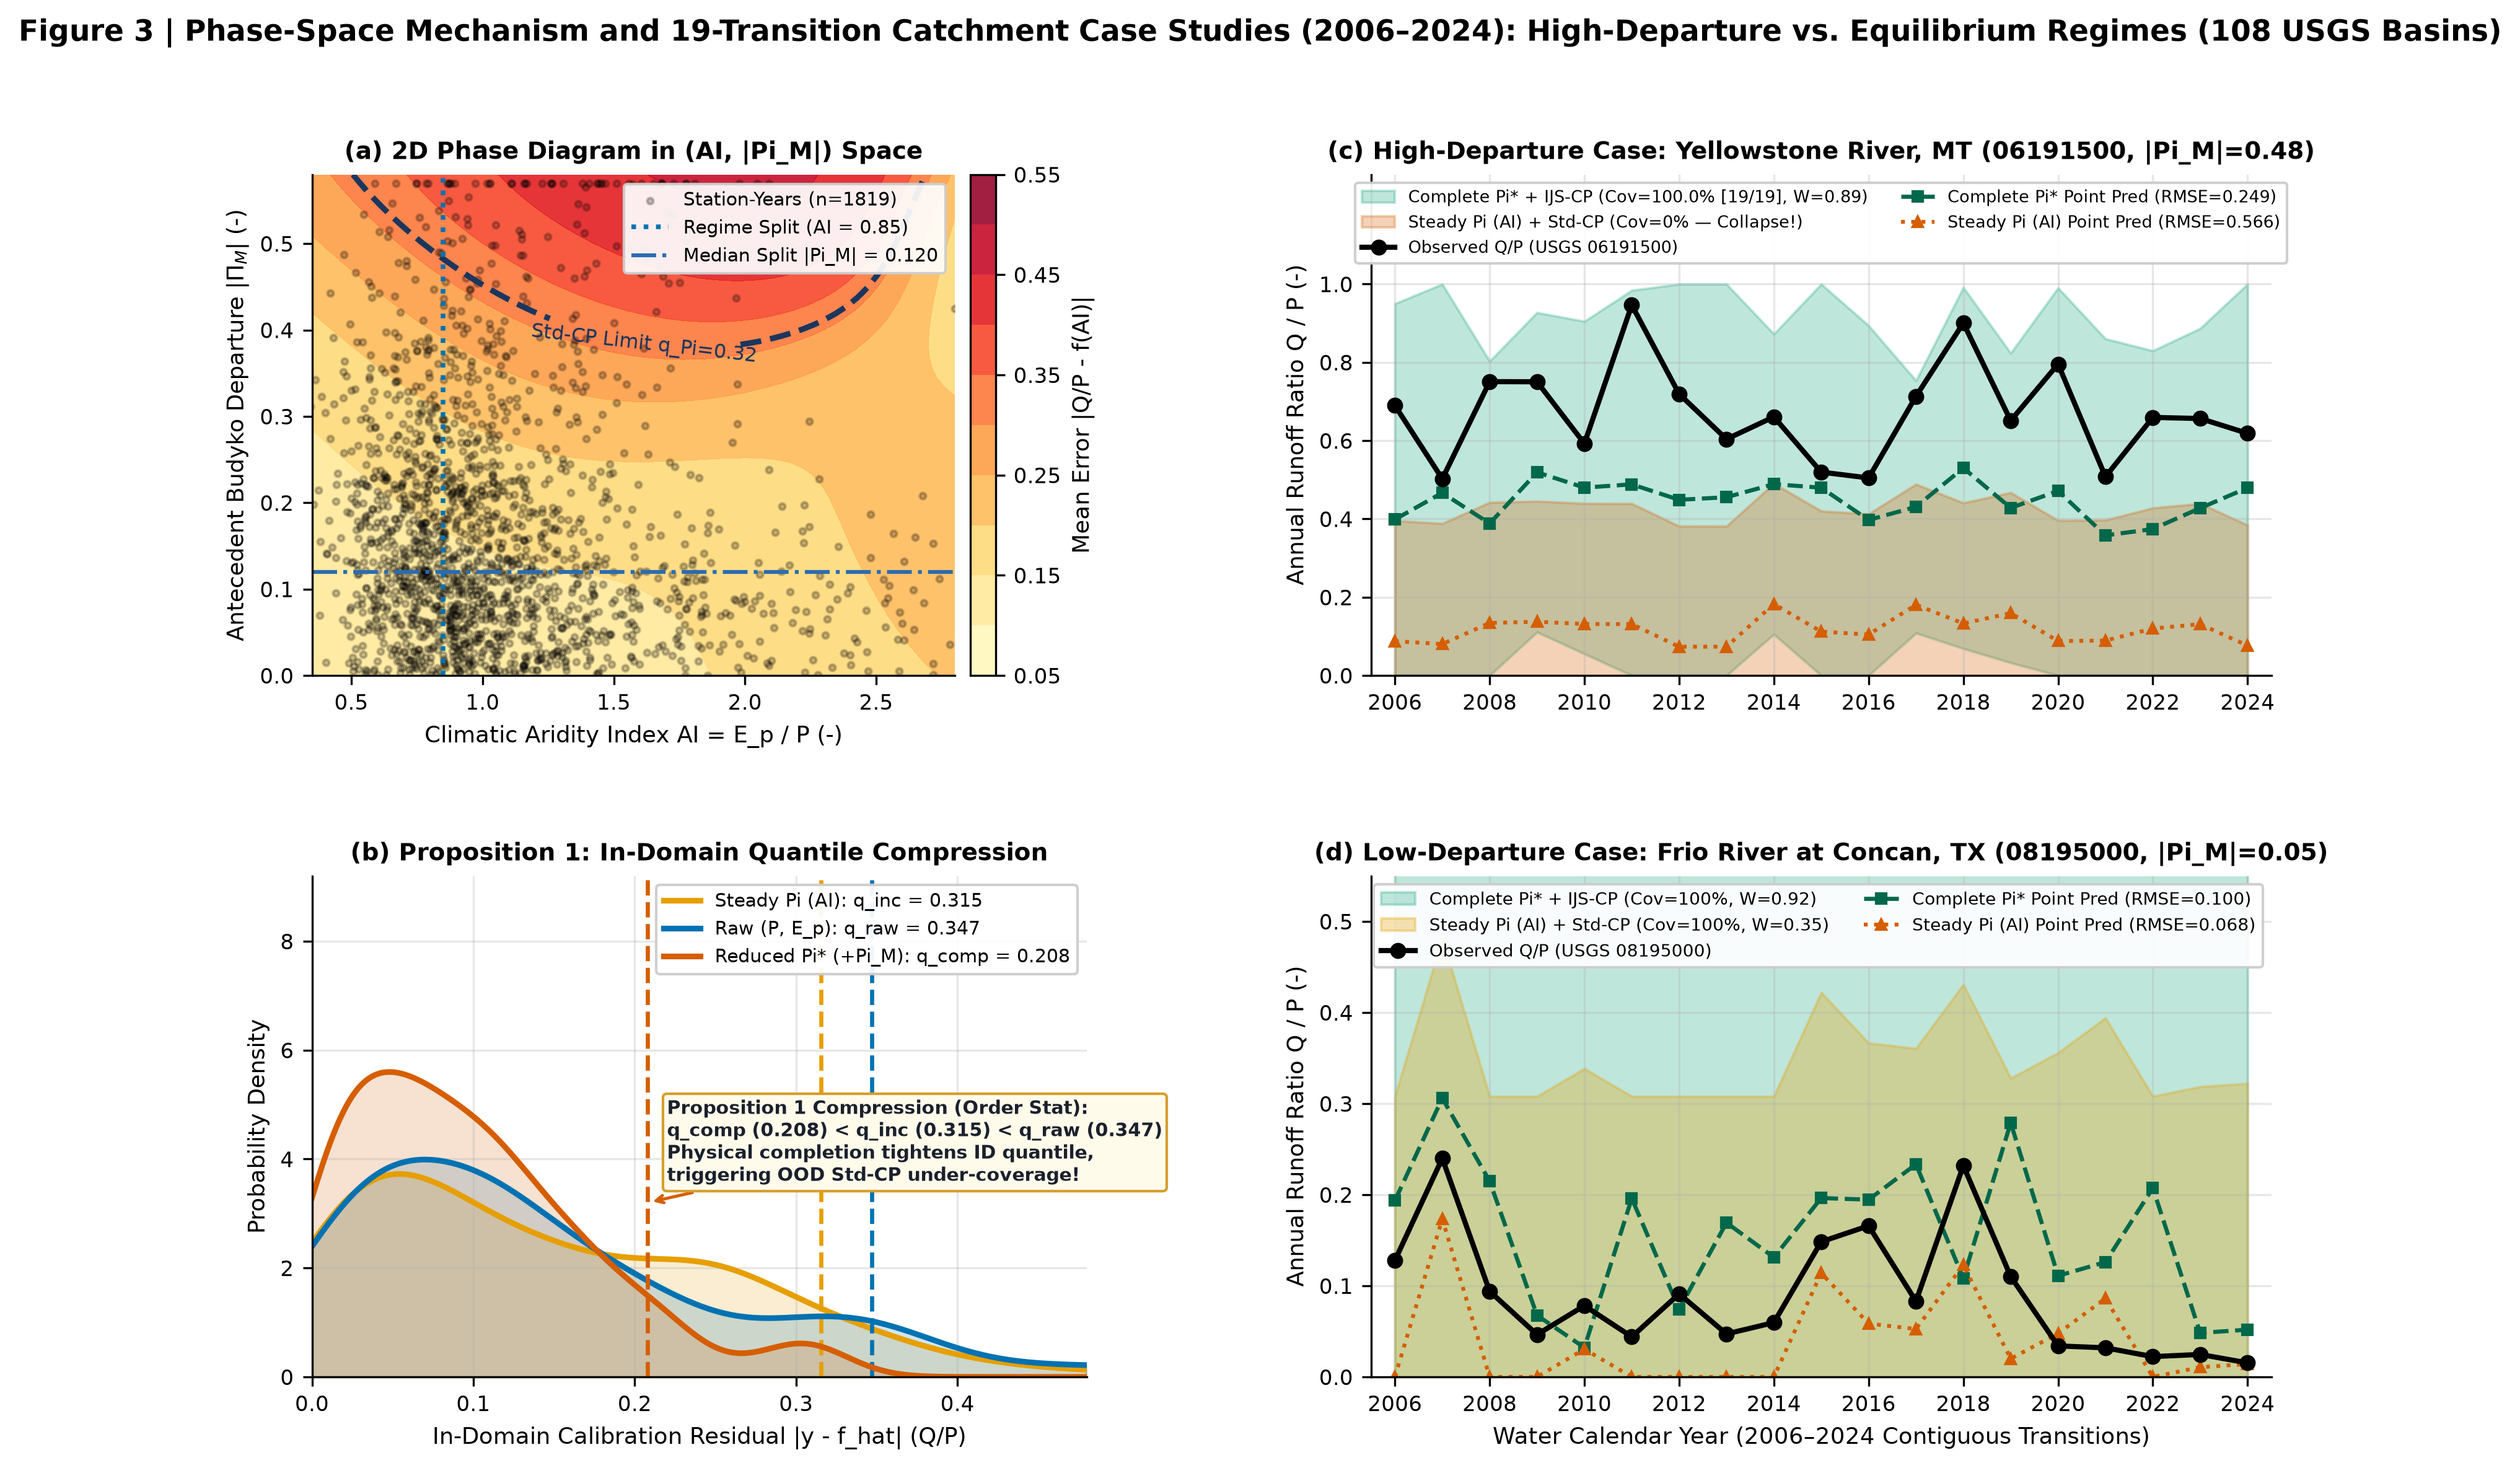 Figure 3 | Phase-Space Mechanism and 19-Transition Catchment Case Studies (2006–2024): High-Departure vs. Equilibrium Regimes (108 USGS Basins)
(a) 2D Phase Diagram in (AI, |Pi_M|) Space
Station-Years (n=1819)
Regime Split (AI = 0.85)
Median Split |Pi_M| = 0.120
Std-CP Limit q_Pi=0.32
Antecedent Budyko Departure |Π_M| (-)
0.5
0.4
0.3
0.2
0.1
0.0
0.5 1.0 1.5 2.0 2.5
Climatic Aridity Index AI = E_p / P (-)
0.55
0.45
0.35
0.25
0.15
0.05
Mean Error |Q/P - f(AI)|
(c) High-Departure Case: Yellowstone River, MT (06191500, |Pi_M|=0.48)
Complete Pi* + IJS-CP (Cov=100.0% [19/19], W=0.89)
Steady Pi (AI) + Std-CP (Cov=0% — Collapse!)
Observed Q/P (USGS 06191500)
Complete Pi* Point Pred (RMSE=0.249)
Steady Pi (AI) Point Pred (RMSE=0.566)
Annual Runoff Ratio Q / P (-)
1.0
0.8
0.6
0.4
0.2
0.0
2006 2008 2010 2012 2014 2016 2018 2020 2022 2024
(b) Proposition 1: In-Domain Quantile Compression
Steady Pi (AI): q_inc = 0.315
Raw (P, E_p): q_raw = 0.347
Reduced Pi* (+Pi_M): q_comp = 0.208
Proposition 1 Compression (Order Stat):
q_comp (0.208) < q_inc (0.315) < q_raw (0.347)
Physical completion tightens ID quantile,
triggering OOD Std-CP under-coverage!
Probability Density
8
6
4
2
0
0.0 0.1 0.2 0.3 0.4
In-Domain Calibration Residual |y - f_hat| (Q/P)
(d) Low-Departure Case: Frio River at Concan, TX (08195000, |Pi_M|=0.05)
Complete Pi* + IJS-CP (Cov=100%, W=0.92)
Steady Pi (AI) + Std-CP (Cov=100%, W=0.35)
Observed Q/P (USGS 08195000)
Complete Pi* Point Pred (RMSE=0.100)
Steady Pi (AI) Point Pred (RMSE=0.068)
Annual Runoff Ratio Q / P (-)
0.5
0.4
0.3
0.2
0.1
0.0
2006 2008 2010 2012 2014 2016 2018 2020 2022 2024
Water Calendar Year (2006–2024 Contiguous Transitions)